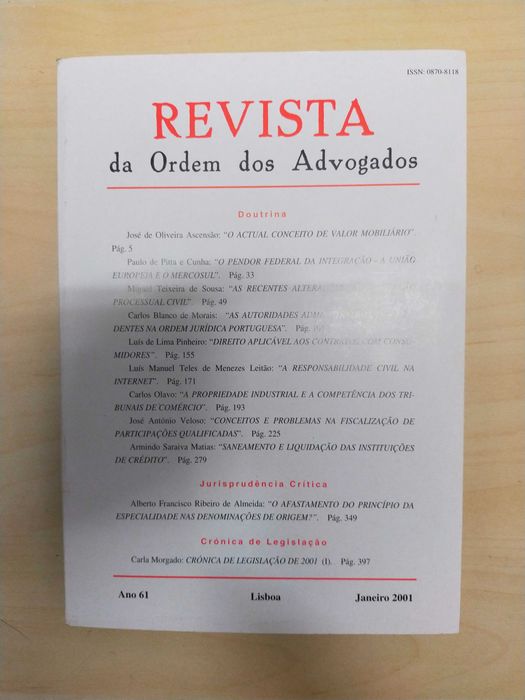 ISSN: 0870-8118
REVISTA
da Ordem dos Advogados
Doutrina
José de Oliveira Ascensão: "O ACTUAL CONCEITO DE VALOR MOBILIÁRIO".
Pág. 5
Paulo de Pitta e Cunha: "O PENDOR FEDERAL DA INTEGRAÇÃO – A UNIÃO
EUROPEIA E O MERCOSUL". Pág. 33
Miguel Teixeira de Sousa: "AS RECENTES
PROCESSUAL CIVIL". Pág. 49
Carlos Blanco de Morais: "AS AUTORIDADES
DENTES NA ORDEM JURÍDICA PORTUGUESA". Pág.
Luís de Lima Pinheiro: "DIREITO APLICÁVEL AOS CONTRATOS COM CONSU-
MIDORES". Pág. 155
Luís Manuel Teles de Menezes Leitão: "A RESPONSABILIDADE CIVIL NA
INTERNET". Pág. 171
Carlos Olavo: "A PROPRIEDADE INDUSTRIAL E A COMPETÊNCIA DOS TRI-
BUNAIS DE COMÉRCIO". Pág. 193
José António Veloso: "CONCEITOS E PROBLEMAS NA FISCALIZAÇÃO DE
PARTICIPAÇÕES QUALIFICADAS". Pág. 225
Armindo Saraiva Matias: "SANEAMENTO E LIQUIDAÇÃO DAS INSTITUIÇÕES
DE CRÉDITO". Pág. 279
Jurisprudência Crítica
Alberto Francisco Ribeiro de Almeida: "O AFASTAMENTO DO PRINCÍPIO DA
ESPECIALIDADE NAS DENOMINAÇÕES DE ORIGEM?". Pág. 349
Crónica de Legislação
Carla Morgado: CRÓNICA DE LEGISLAÇÃO DE 2001 (I). Pág. 397
Ano 61 Lisboa Janeiro 2001